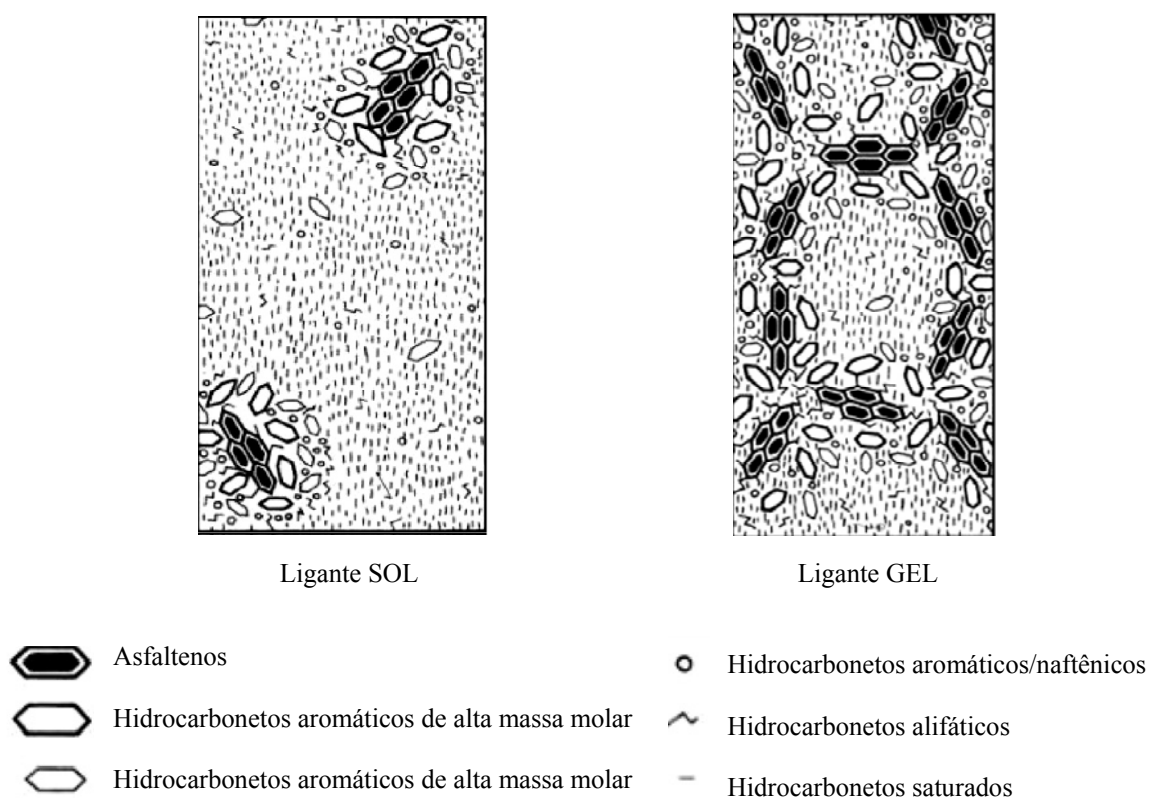 Ligante SOL
Ligante GEL
Asfaltenos
Hidrocarbonetos aromáticos de alta massa molar
Hidrocarbonetos aromáticos de alta massa molar
Hidrocarbonetos aromáticos/naftênicos
Hidrocarbonetos alifáticos
Hidrocarbonetos saturados